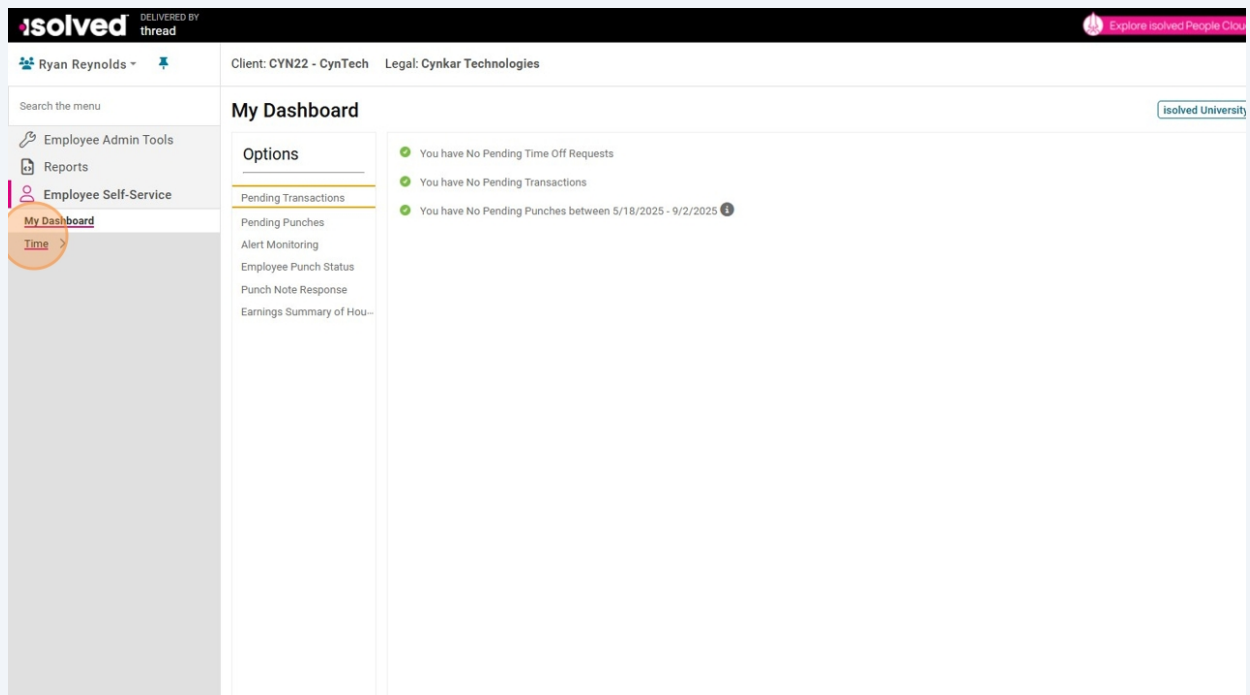 isolved DELIVERED BY
thread
Explore isolved People Clou
Ryan Reynolds
Client: CYN22 - CynTech Legal: Cynkar Technologies
Search the menu
Employee Admin Tools
Reports
Employee Self-Service
My Dashboard
Time
My Dashboard
isolved University
Options
Pending Transactions
Pending Punches
Alert Monitoring
Employee Punch Status
Punch Note Response
Earnings Summary of Hou...
You have No Pending Time Off Requests
You have No Pending Transactions
You have No Pending Punches between 5/18/2025 - 9/2/2025